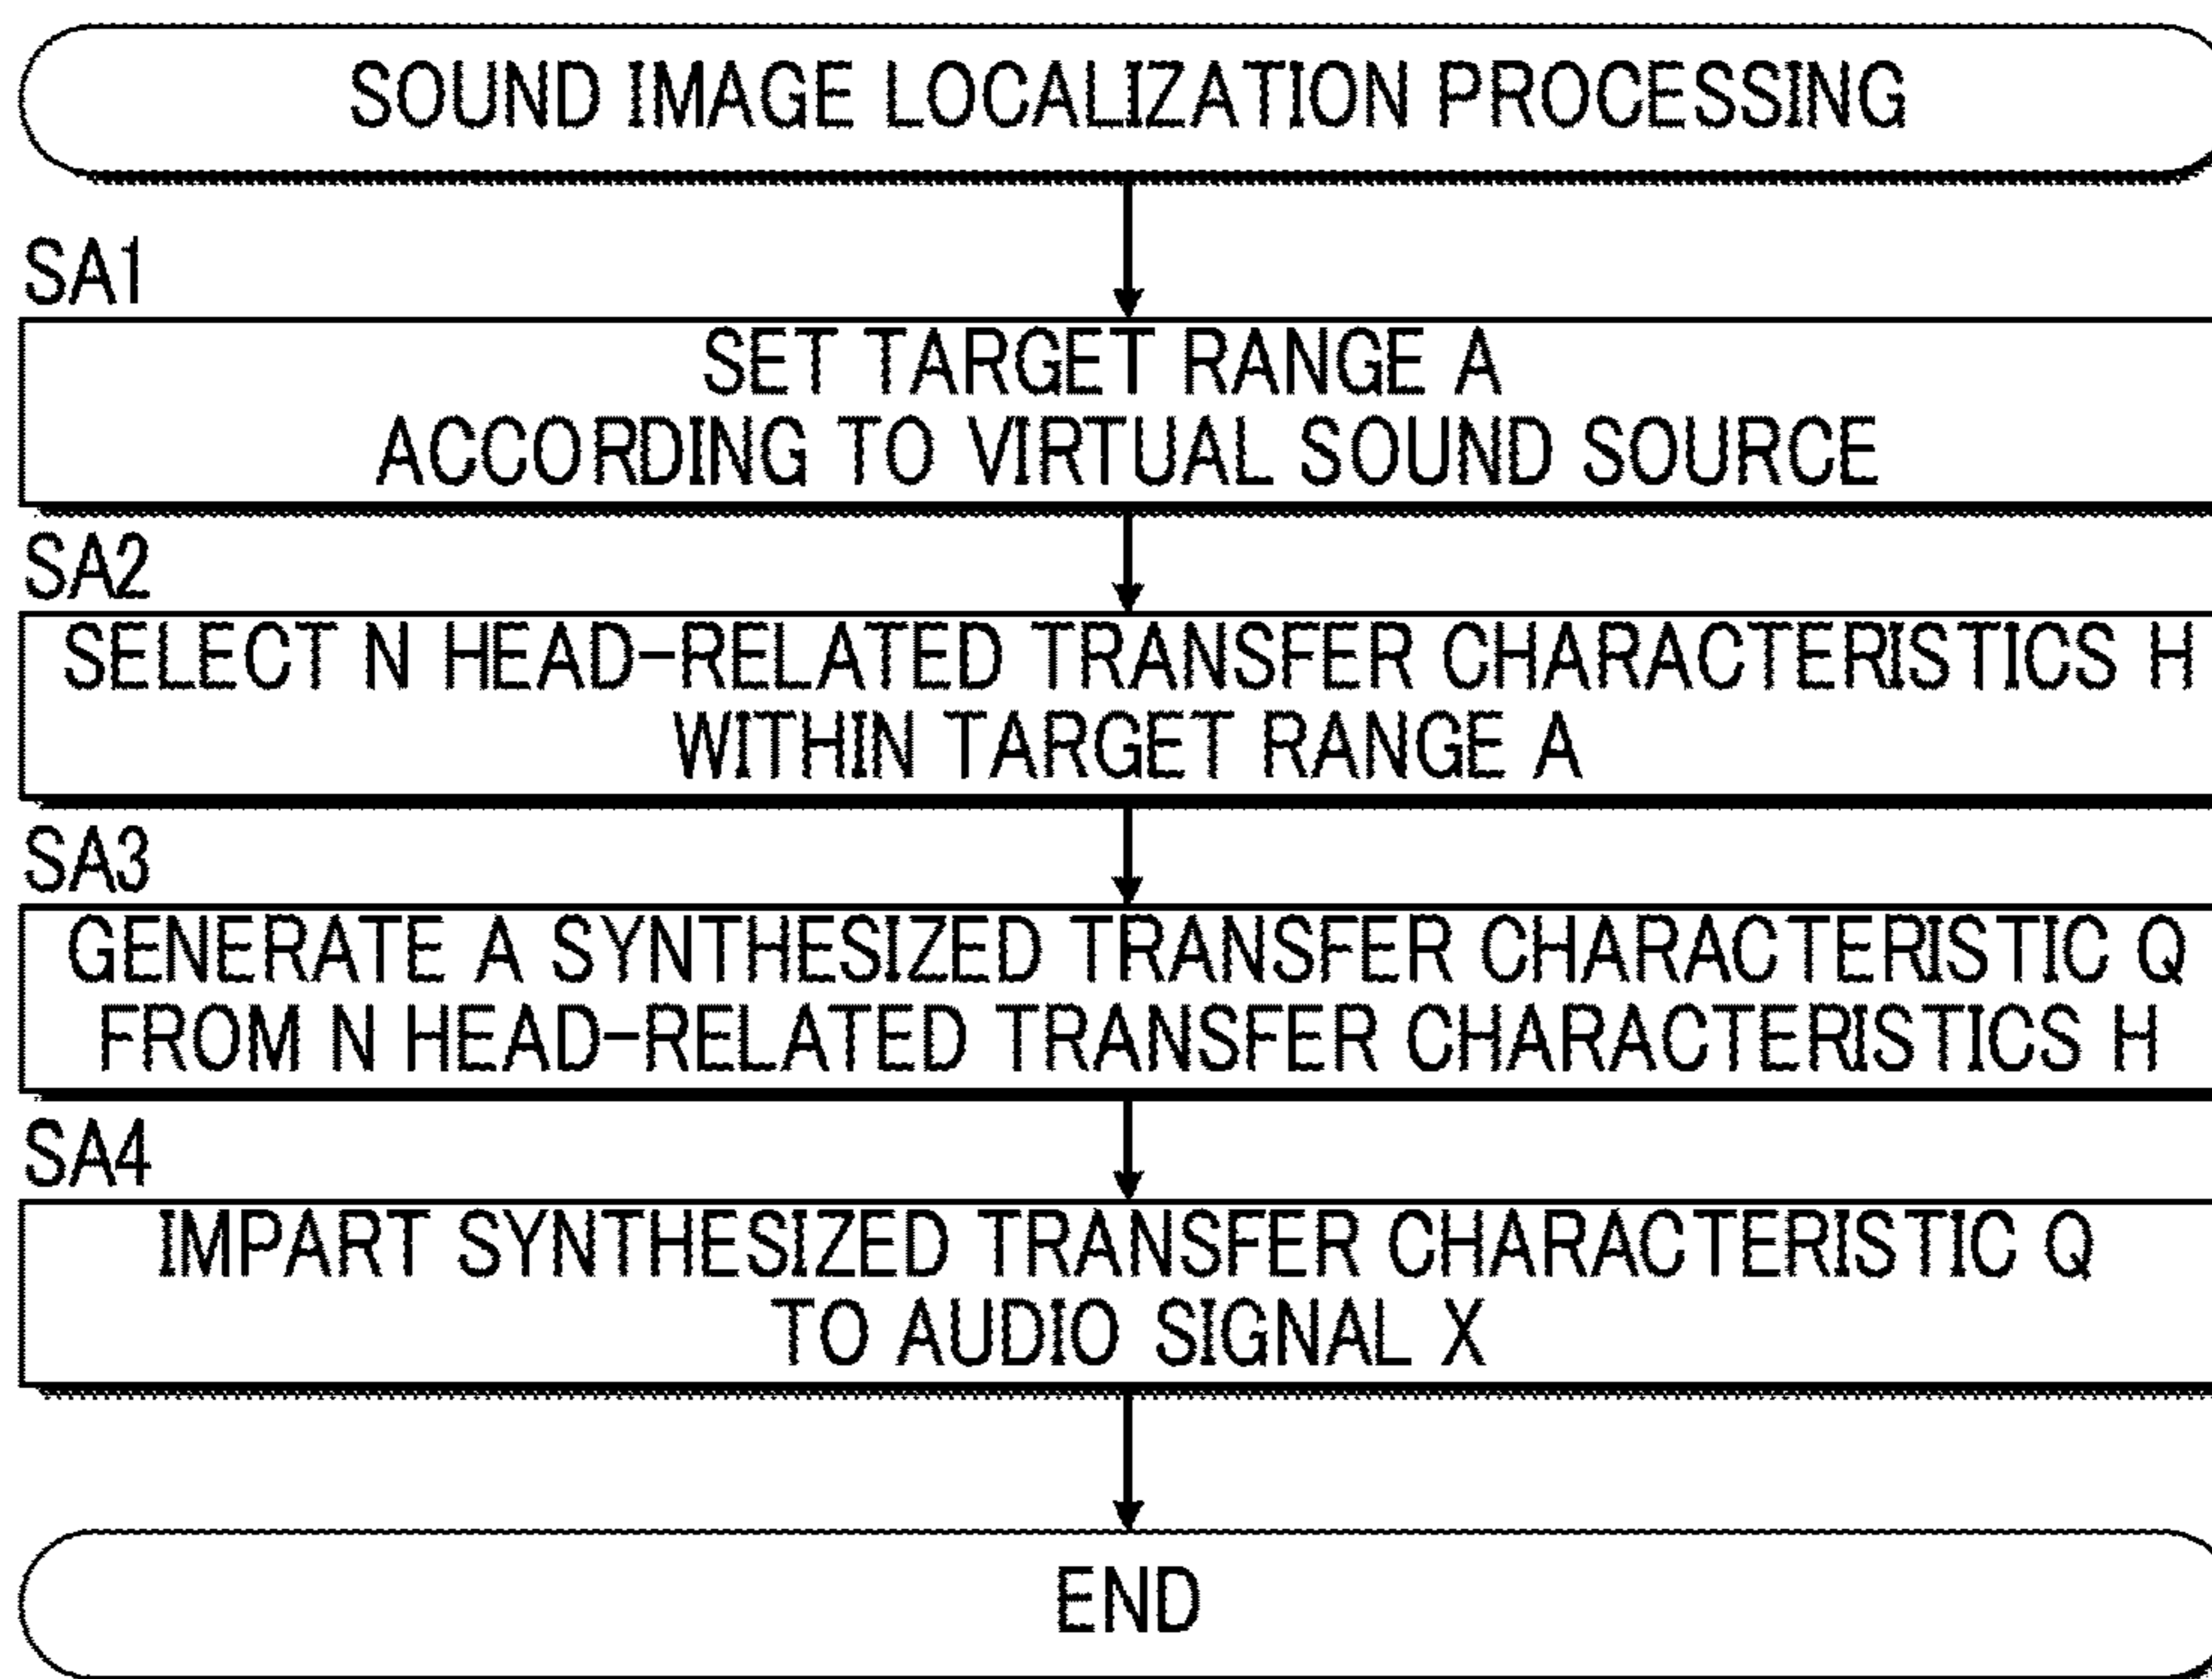 SOUND IMAGE LOCALIZATION PROCESSING
SA1
SET TARGET RANGE A
ACCORDING TO VIRTUAL SOUND SOURCE
SA2
SELECT N HEAD-RELATED TRANSFER CHARACTERISTICS H
WITHIN TARGET RANGE A
SA3
GENERATE A SYNTHESIZED TRANSFER CHARACTERISTIC Q
FROM N HEAD-RELATED TRANSFER CHARACTERISTICS H
SA4
IMPART SYNTHESIZED TRANSFER CHARACTERISTIC Q
TO AUDIO SIGNAL X
END